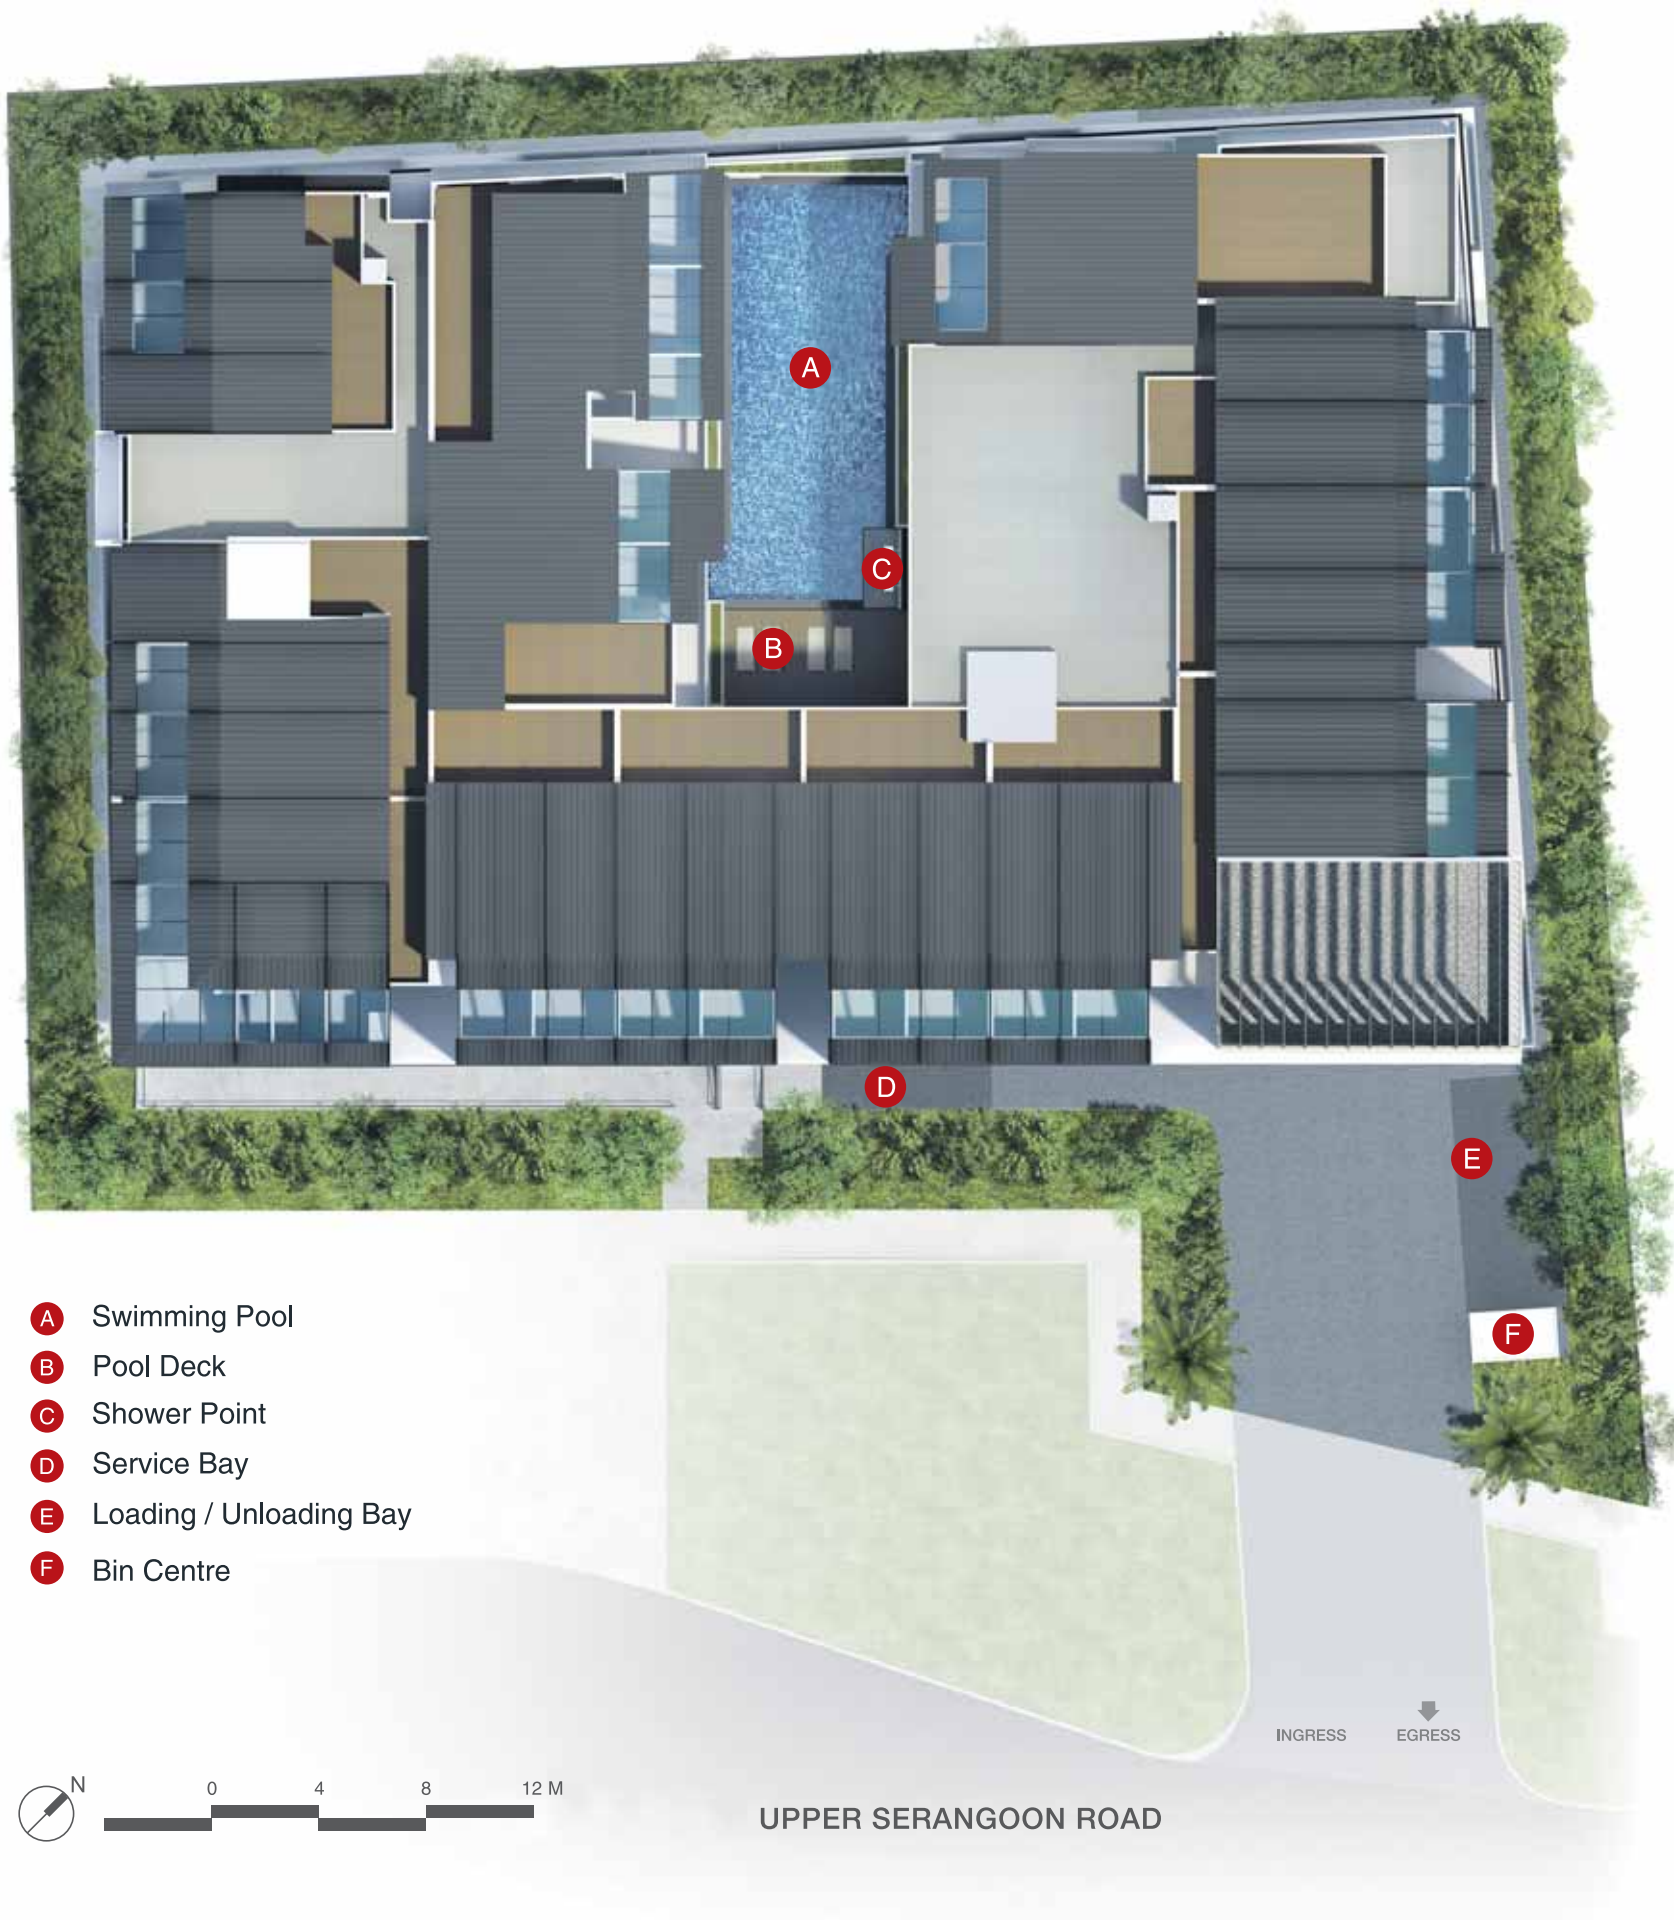 A
C
B
D
E
F
A Swimming Pool
B Pool Deck
C Shower Point
D Service Bay
E Loading / Unloading Bay
F Bin Centre
INGRESS EGRESS
N
0 4 8 12 M
UPPER SERANGOON ROAD